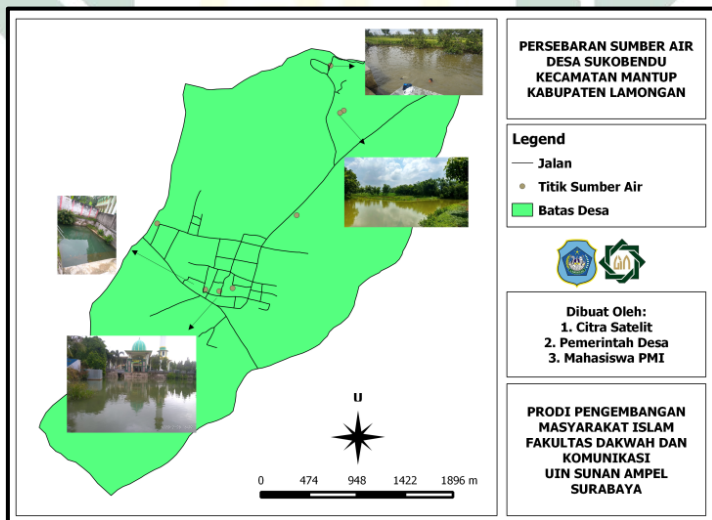 PERSEBARAN SUMBER AIR
DESA SUKOBENDU
KECAMATAN MANTUP
KABUPATEN LAMONGAN
Legend
Jalan
Titik Sumber Air
Batas Desa
Dibuat Oleh:
1. Citra Satelit
2. Pemerintah Desa
3. Mahasiswa PMI
PRODI PENGEMBANGAN
MASYARAKAT ISLAM
FAKULTAS DAKWAH DAN
KOMUNIKASI
UIN SUNAN AMPEL
SURABAYA
U
0 474 948 1422 1896 m